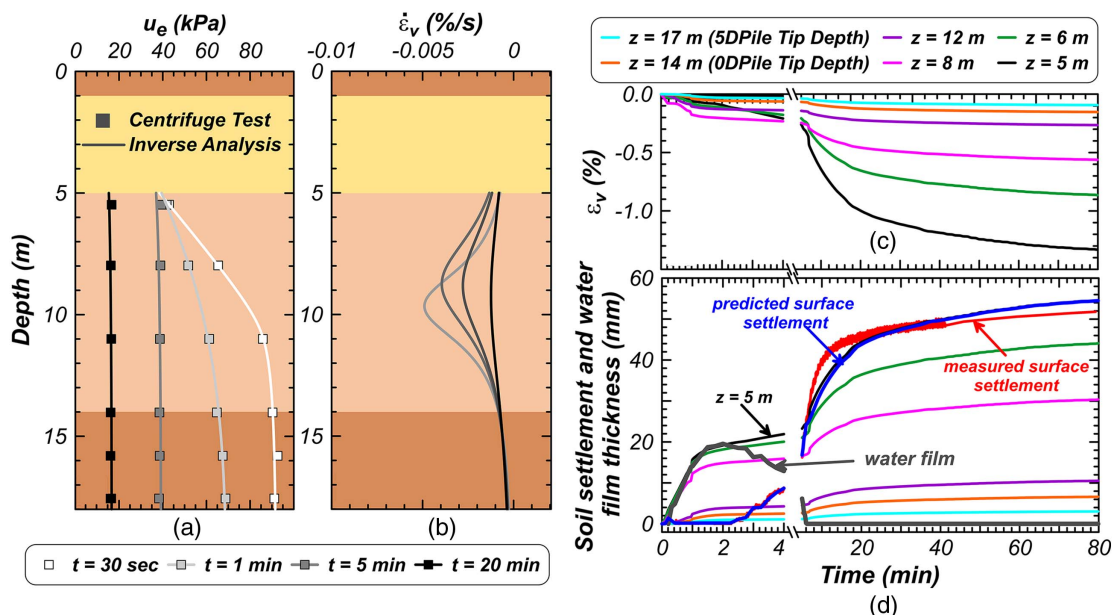 u_e (kPa)
ε̇_v (%/s)
0 20 40 60 80 100
-0.01 -0.005 0
0
5
10
15
Depth (m)
Centrifuge Test
Inverse Analysis
(a)
(b)
t = 30 sec t = 1 min t = 5 min t = 20 min
z = 17 m (5DPile Tip Depth) z = 12 m z = 6 m
z = 14 m (0DPile Tip Depth) z = 8 m z = 5 m
0.0
-0.5
-1.0
ε_v (%)
(c)
60
40
20
0
Soil settlement and water
film thickness (mm)
predicted surface
settlement
measured surface
settlement
z = 5 m
water film
0 1 2 3 4 20 40 60 80
Time (min)
(d)